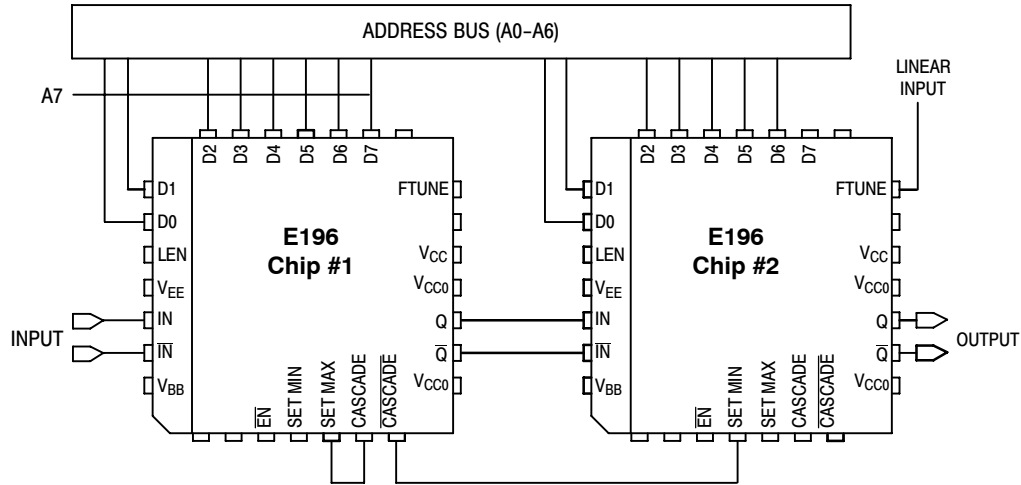 ADDRESS BUS (A0–A6)
A7
LINEAR
INPUT
D2
D3
D4
D5
D6
D7
D1
D0
LEN
VEE
IN
IN
VBB
FTUNE
VCC
VCC0
Q
Q
VCC0
E196
Chip #1
EN
SET MIN
SET MAX
CASCADE
CASCADE
INPUT
D2
D3
D4
D5
D6
D7
D1
D0
LEN
VEE
IN
IN
VBB
FTUNE
VCC
VCC0
Q
Q
VCC0
E196
Chip #2
EN
SET MIN
SET MAX
CASCADE
CASCADE
OUTPUT